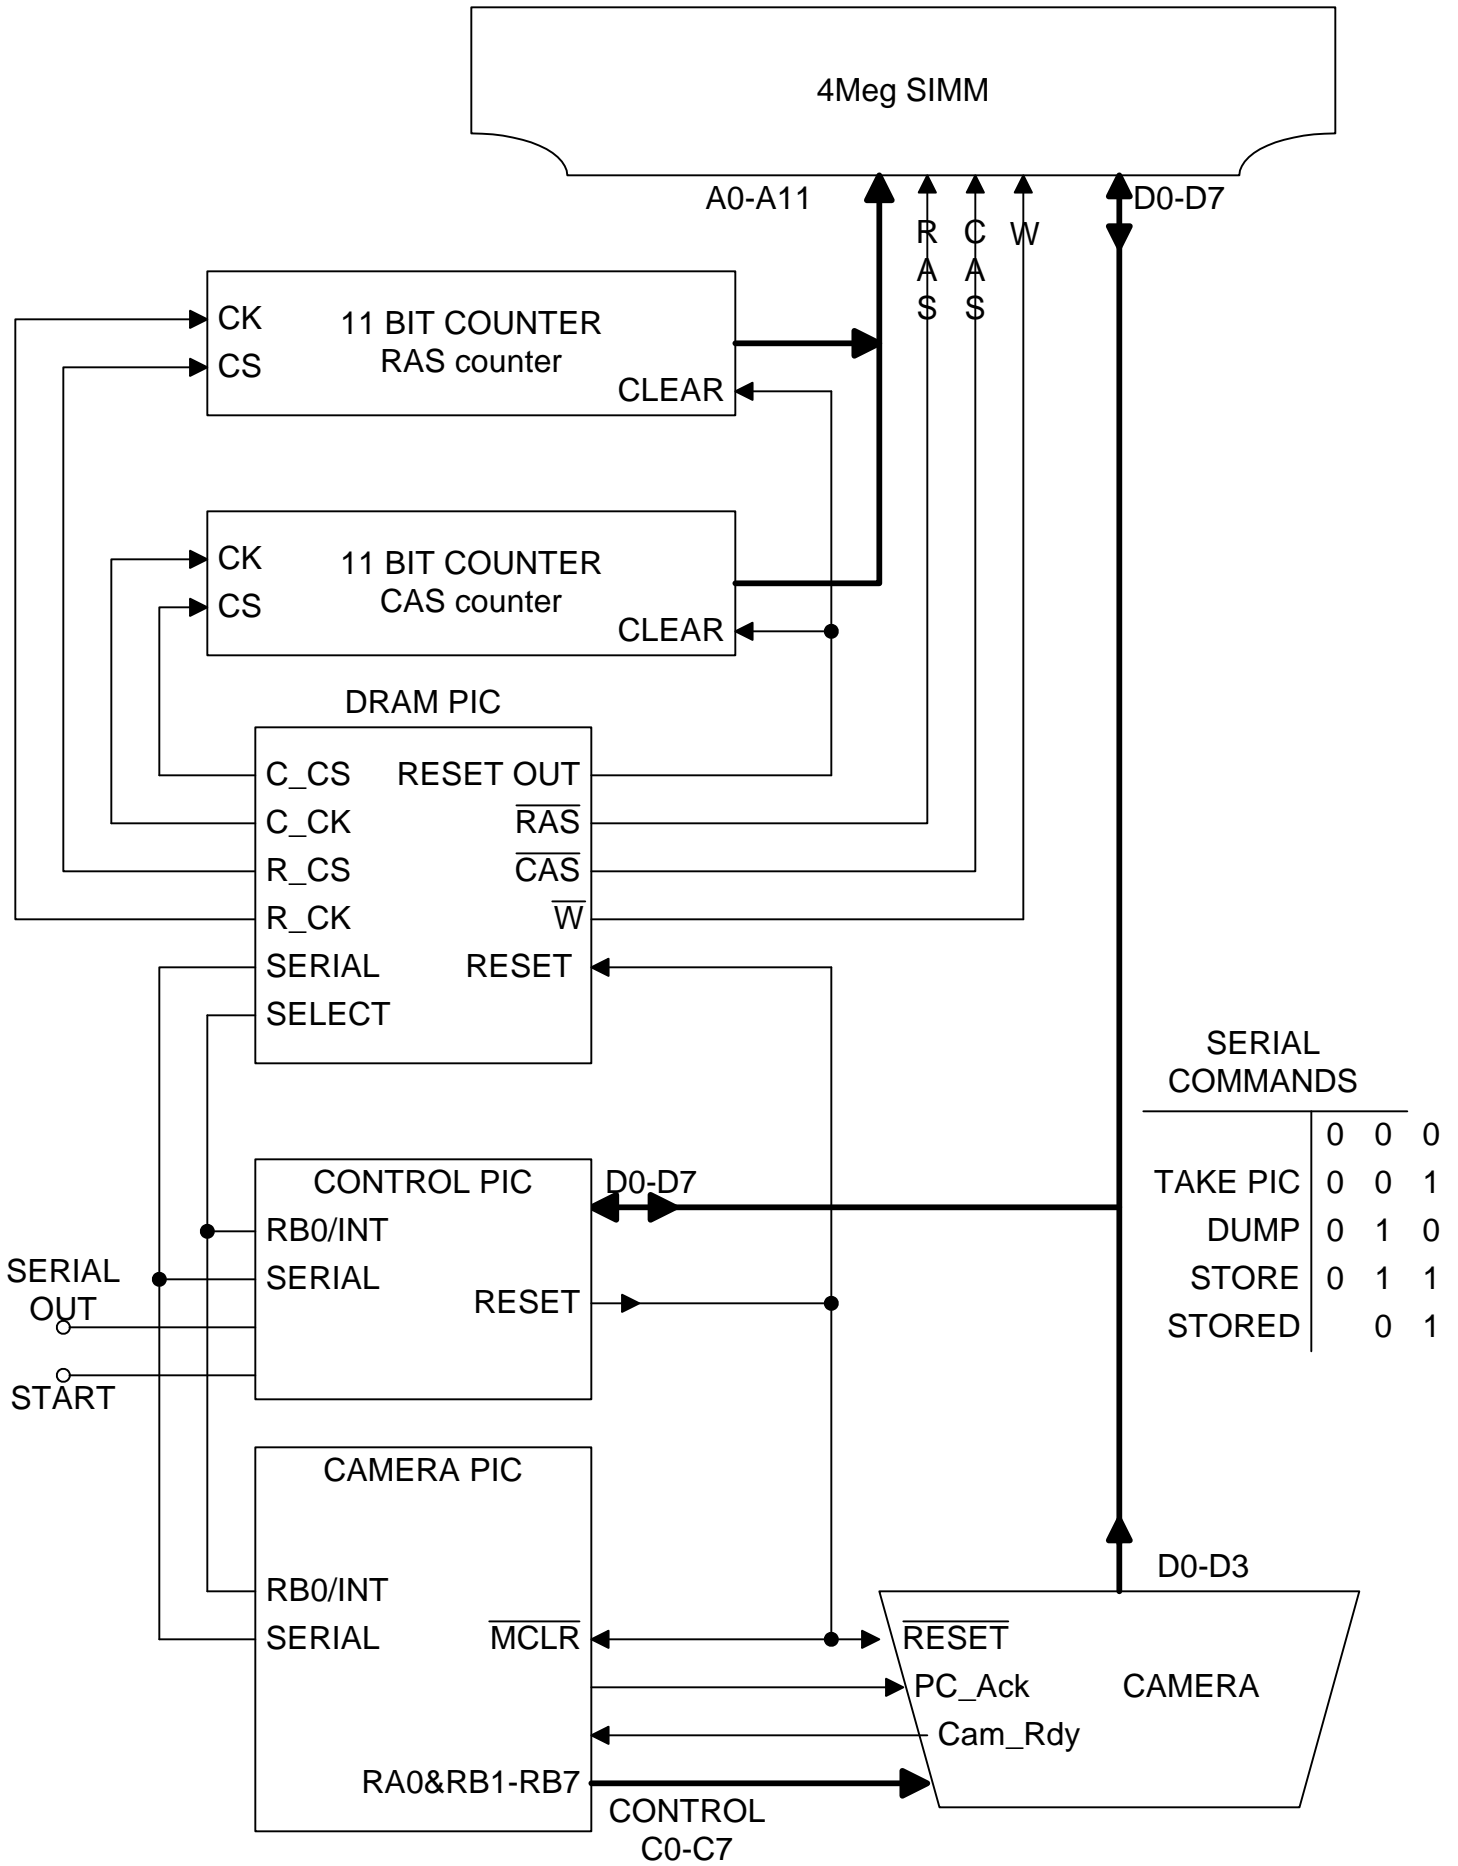 4Meg SIMM
A0-A11
D0-D7
RAS
CAS
W
CK
11 BIT COUNTER
CS
RAS counter
CLEAR
CK
11 BIT COUNTER
CS
CAS counter
CLEAR
DRAM PIC
C_CS RESET OUT
C_CK RAS
R_CS CAS
R_CK W
SERIAL RESET
SELECT
SERIAL
COMMANDS
0 0 0
TAKE PIC 0 0 1
DUMP 0 1 0
STORE 0 1 1
STORED 0 1
CONTROL PIC
D0-D7
RB0/INT
SERIAL
RESET
SERIAL
OUT
START
CAMERA PIC
RB0/INT
SERIAL MCLR
RA0&RB1-RB7
CONTROL
C0-C7
D0-D3
RESET
PC_Ack CAMERA
Cam_Rdy